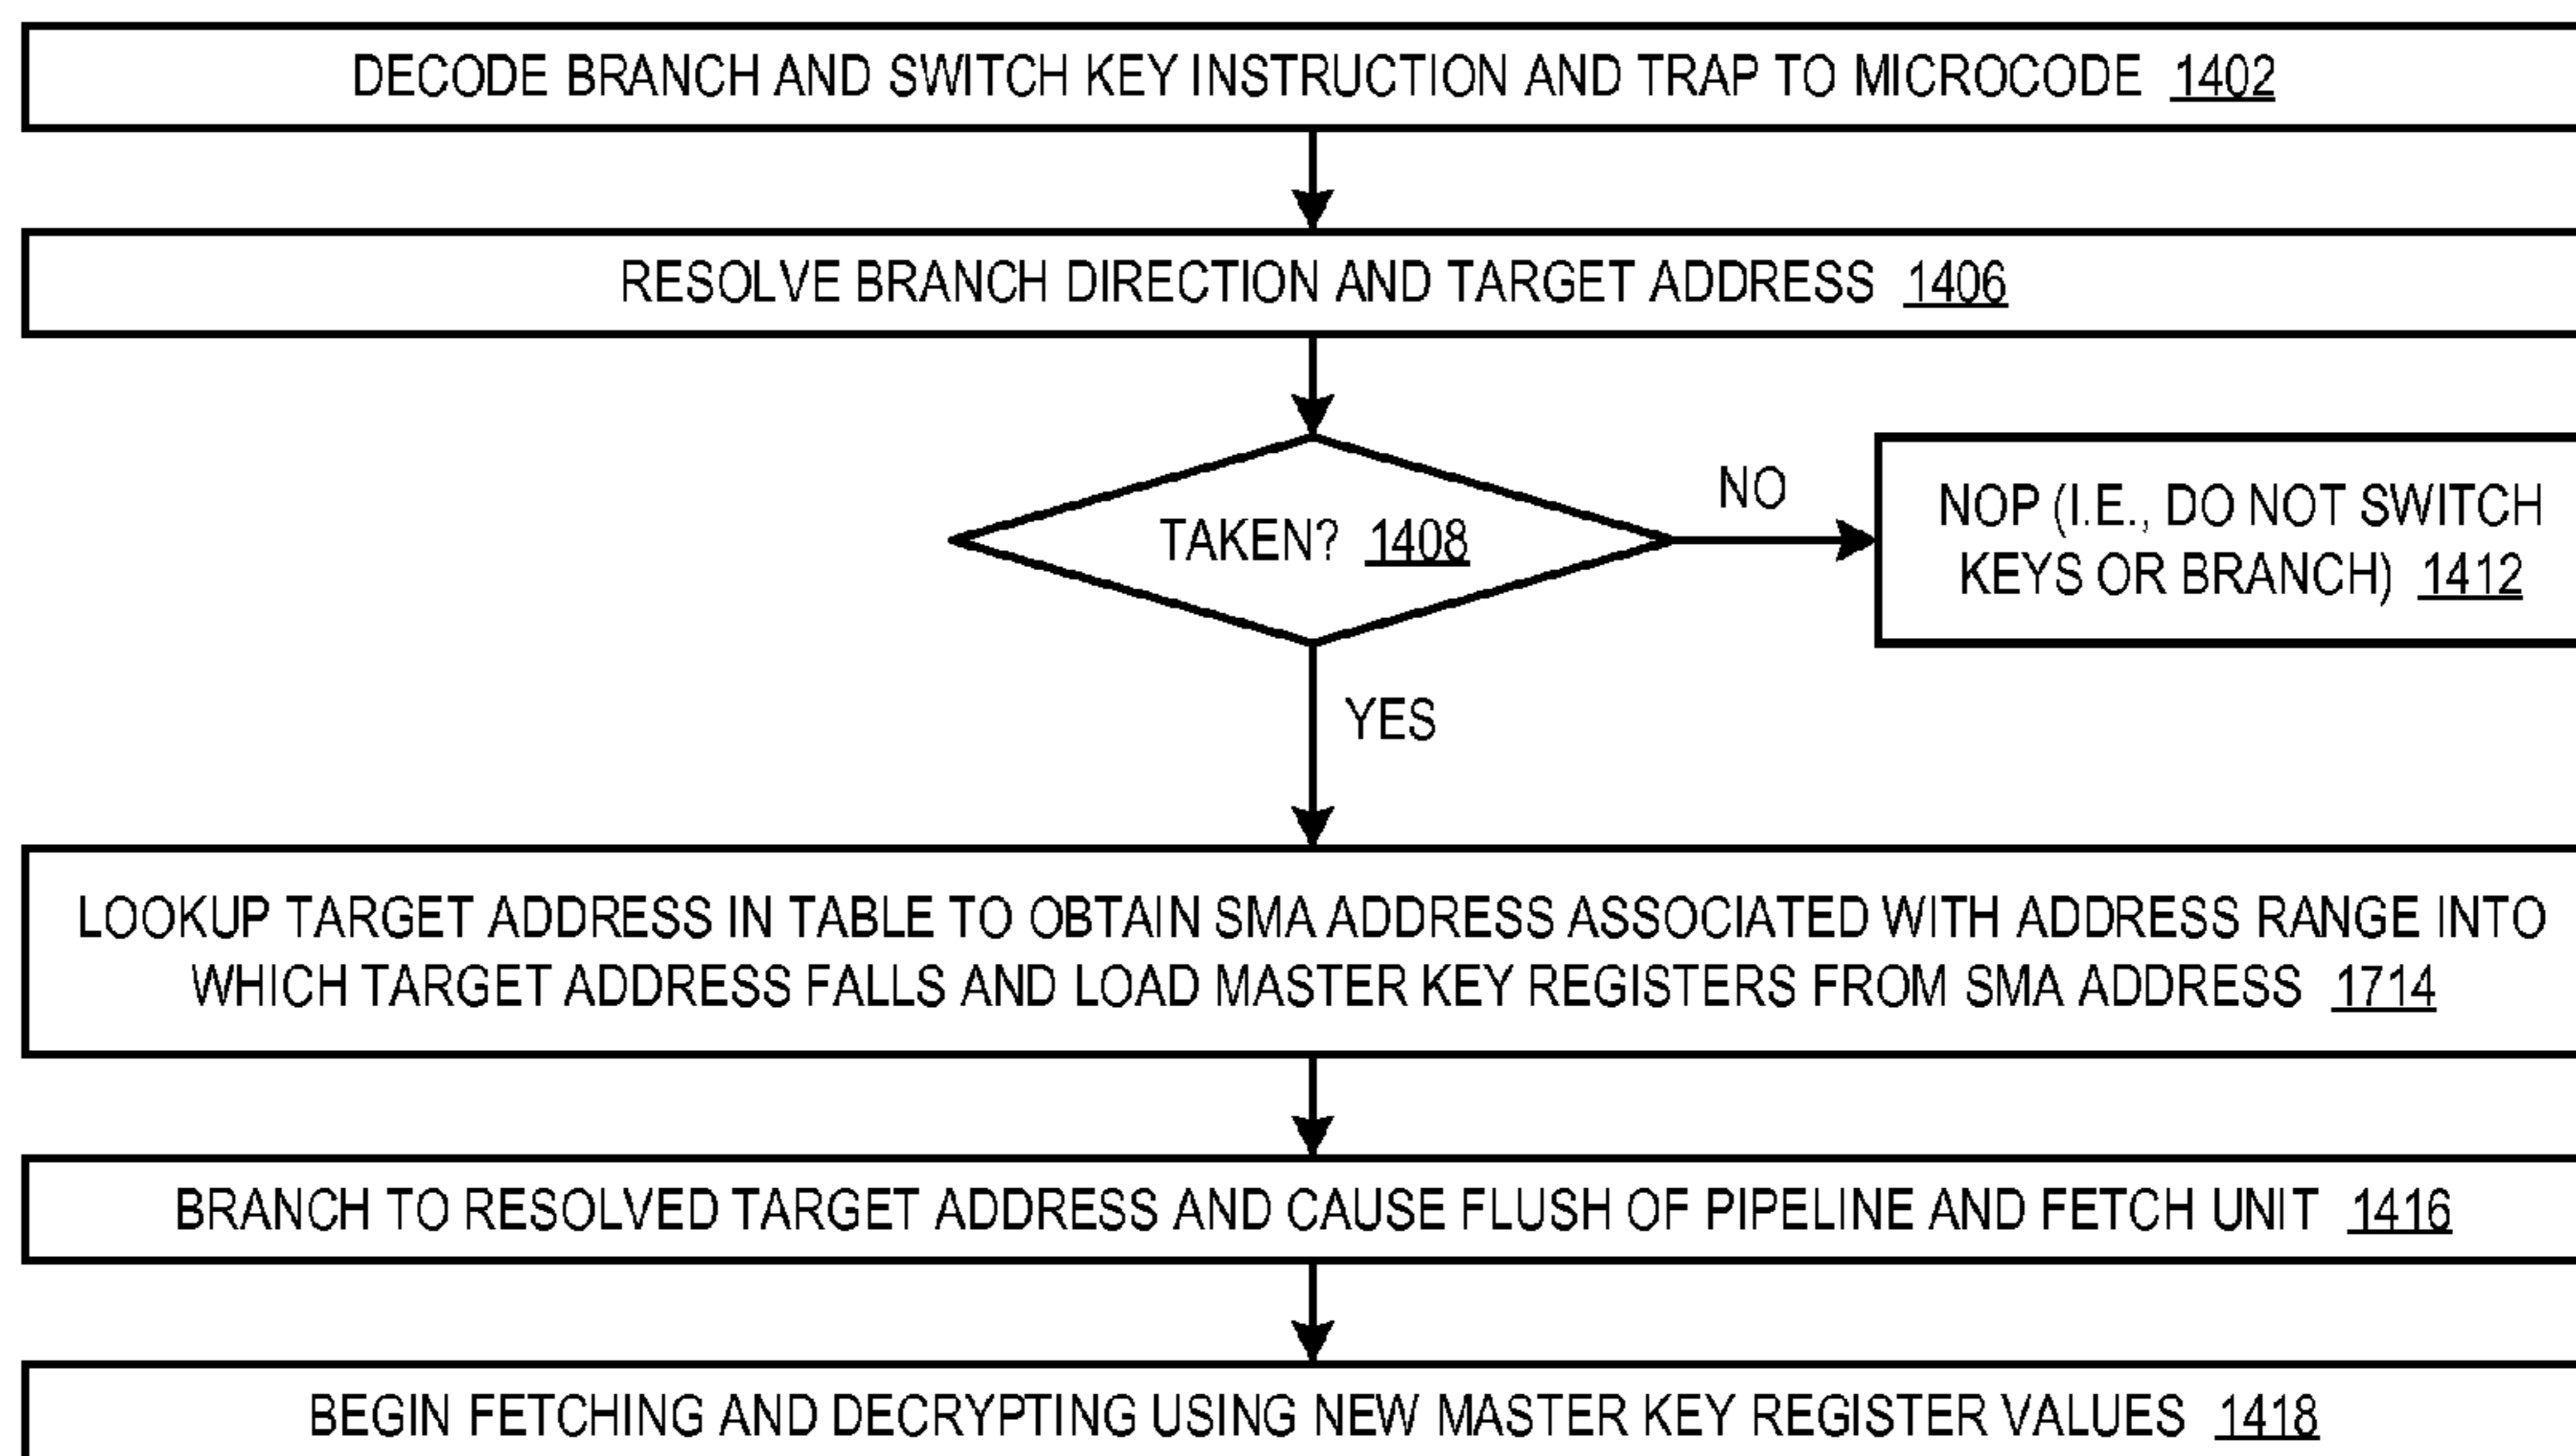 DECODE BRANCH AND SWITCH KEY INSTRUCTION AND TRAP TO MICROCODE 1402
RESOLVE BRANCH DIRECTION AND TARGET ADDRESS 1406
TAKEN? 1408
NO
NOP (I.E., DO NOT SWITCH
KEYS OR BRANCH) 1412
YES
LOOKUP TARGET ADDRESS IN TABLE TO OBTAIN SMA ADDRESS ASSOCIATED WITH ADDRESS RANGE INTO
WHICH TARGET ADDRESS FALLS AND LOAD MASTER KEY REGISTERS FROM SMA ADDRESS 1714
BRANCH TO RESOLVED TARGET ADDRESS AND CAUSE FLUSH OF PIPELINE AND FETCH UNIT 1416
BEGIN FETCHING AND DECRYPTING USING NEW MASTER KEY REGISTER VALUES 1418